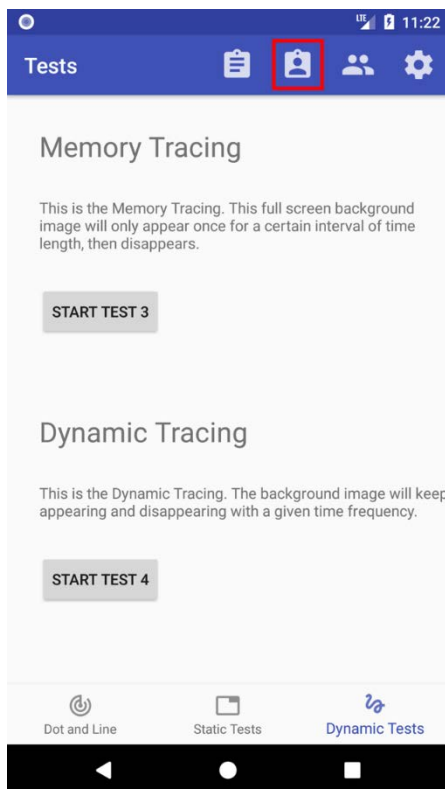 LTE 11:22
Tests
Memory Tracing
This is the Memory Tracing. This full screen background
image will only appear once for a certain interval of time
length, then disappears.
START TEST 3
Dynamic Tracing
This is the Dynamic Tracing. The background image will keep
appearing and disappearing with a given time frequency.
START TEST 4
Dot and Line Static Tests Dynamic Tests